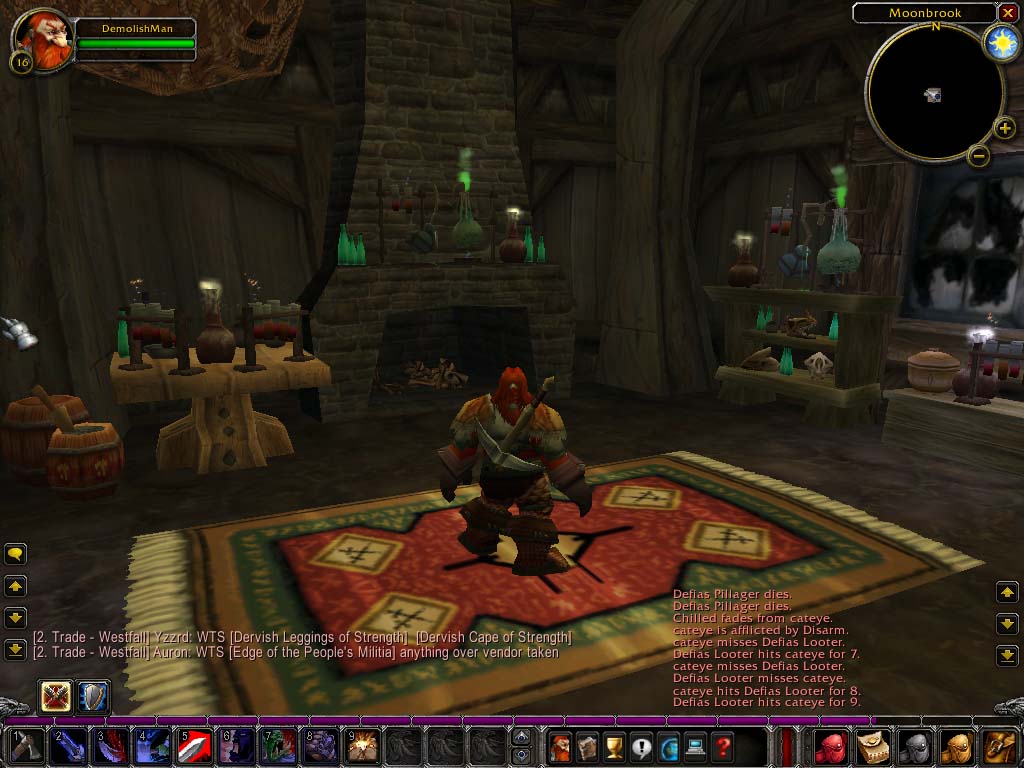 DemolishMan
16
Moonbrook
N
Defias Pillager dies.
Defias Pillager dies.
Chilled fades from cateye.
cateye is afflicted by Disarm.
cateye misses Defias Looter.
Defias Looter hits cateye for 7.
cateye misses Defias Looter.
Defias Looter misses cateye.
cateye hits Defias Looter for 8.
Defias Looter hits cateye for 9.
[2. Trade - Westfall] Yzzrd: WTS [Dervish Leggings of Strength] [Dervish Cape of Strength]
[2. Trade - Westfall] Auron: WTS [Edge of the People's Militia] anything over vendor taken
1 2 3 4 5 6 7 8 9